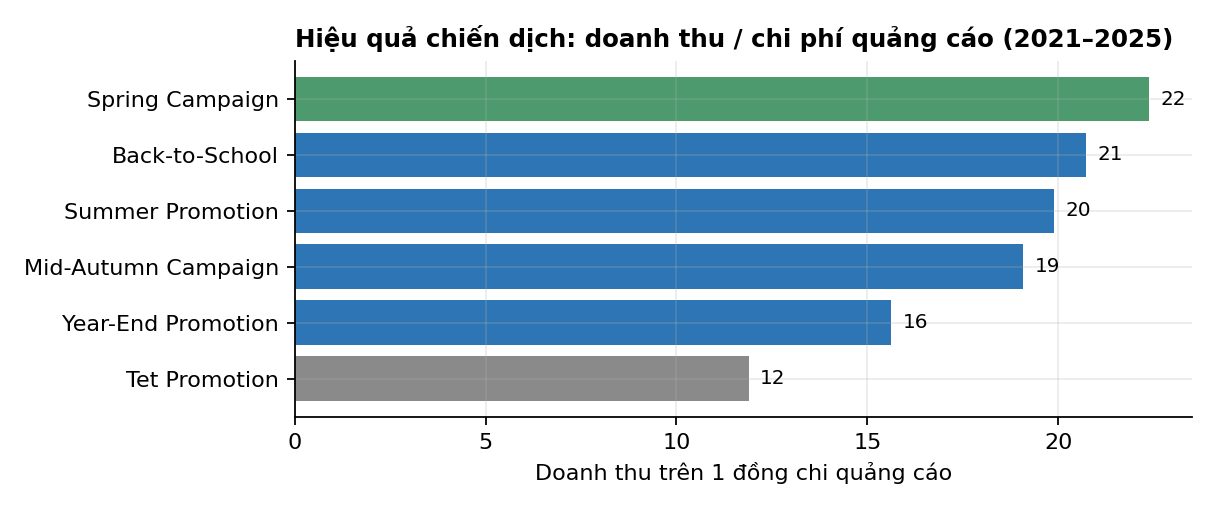 Hiệu quả chiến dịch: doanh thu / chi phí quảng cáo (2021–2025)
Spring Campaign 22
Back-to-School 21
Summer Promotion 20
Mid-Autumn Campaign 19
Year-End Promotion 16
Tet Promotion 12
0 5 10 15 20
Doanh thu trên 1 đồng chi quảng cáo